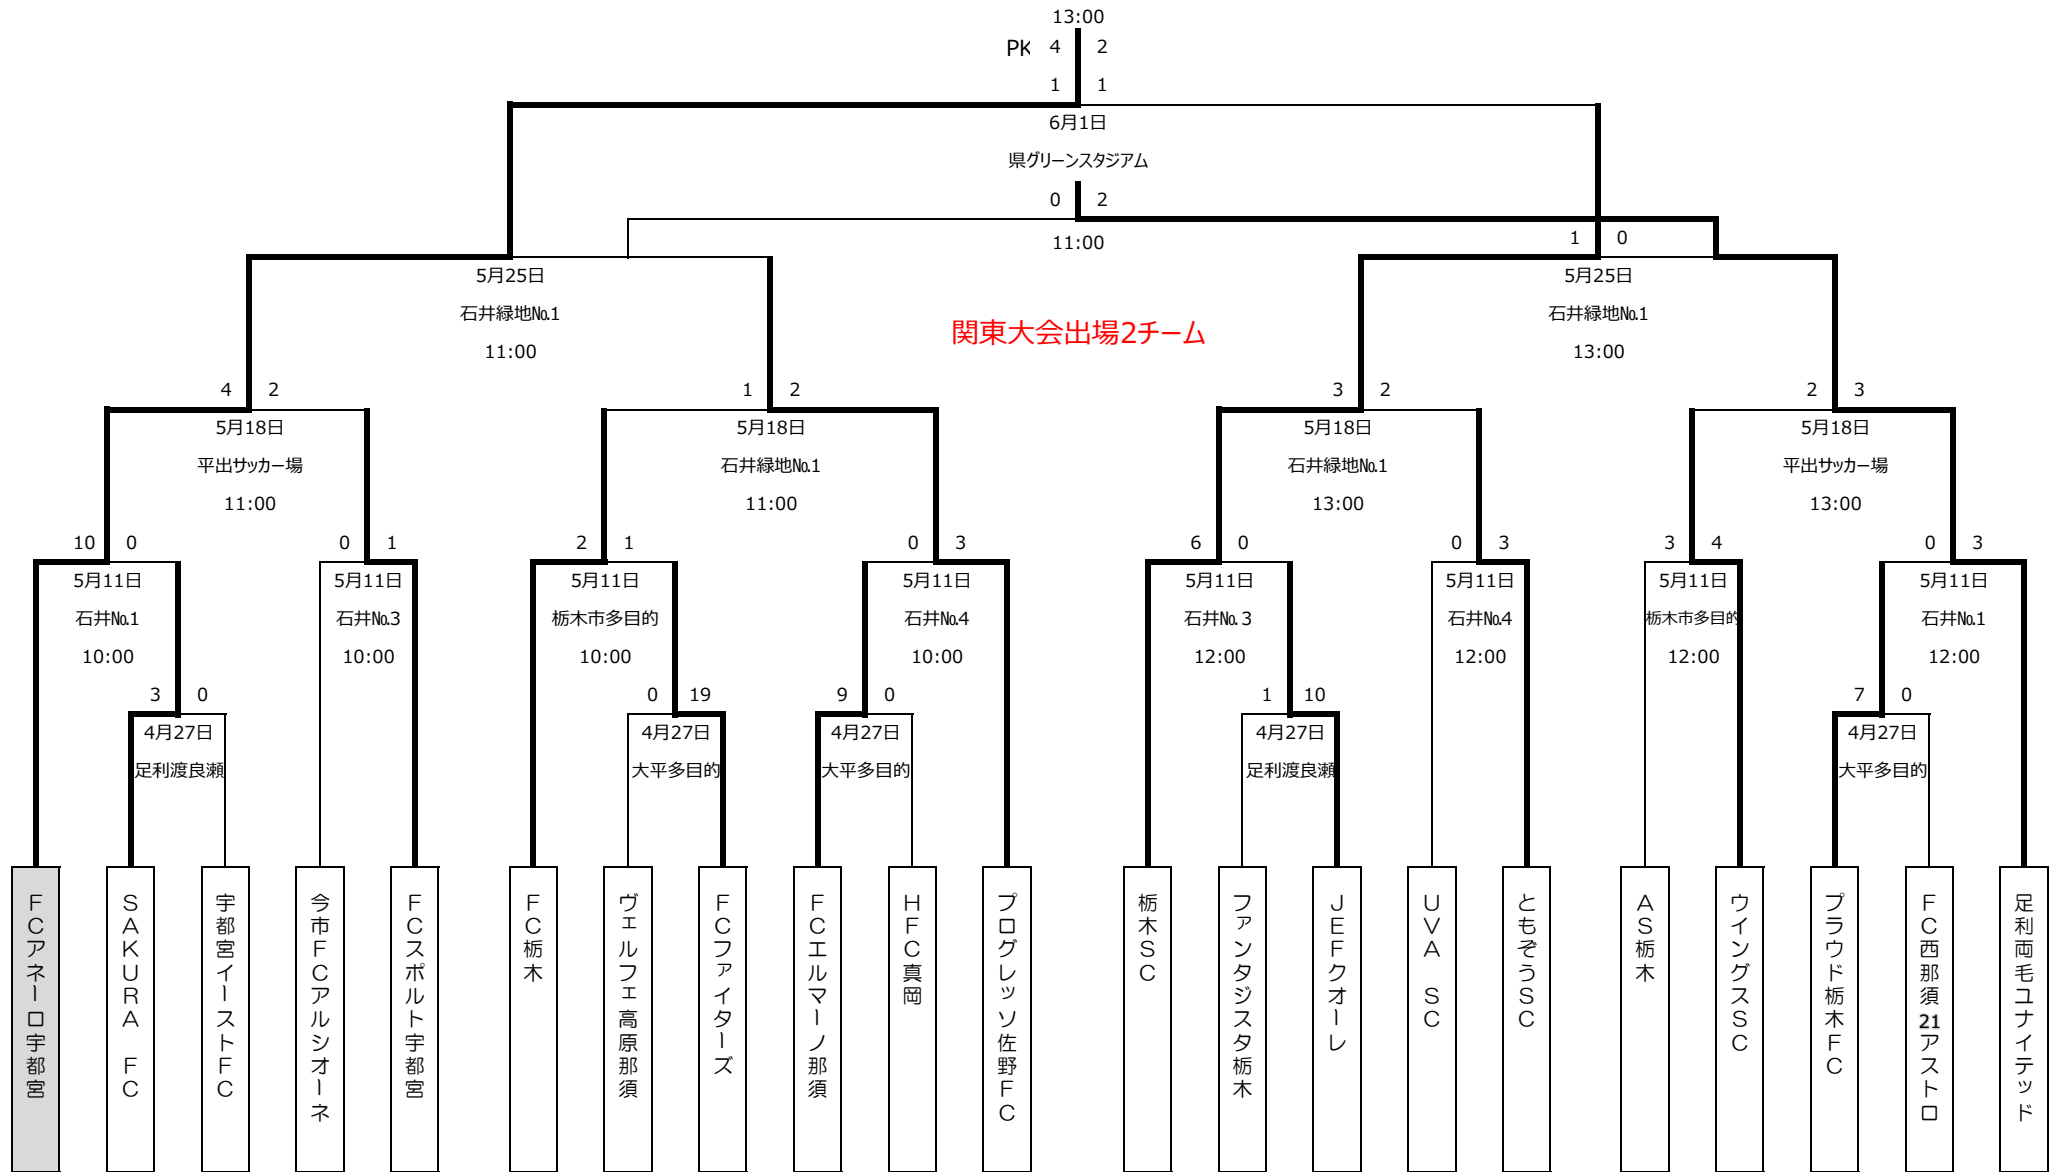 13:00
PK 4 2
1 1
6月1日
県グリーンスタジアム
0 2
11:00
1 0
5月25日 5月25日
石井緑地№1 石井緑地№1
関東大会出場2チーム
11:00 13:00
4 2 1 2 3 2 2 3
5月18日 5月18日 5月18日 5月18日
平出サッカー場 石井緑地№1 石井緑地№1 平出サッカー場
11:00 11:00 13:00 13:00
10 0 0 1 2 1 0 3 6 0 0 3 3 4 0 3
5月11日 5月11日 5月11日 5月11日 5月11日 5月11日 5月11日 5月11日
石井№1 石井№3 栃木市多目的 石井№4 石井№3 石井№4 栃木市多目的 石井№1
10:00 10:00 10:00 10:00 12:00 12:00 12:00 12:00
3 0 0 19 9 0 1 10 7 0
4月27日 4月27日 4月27日 4月27日 4月27日
足利渡良瀬 大平多目的 大平多目的 足利渡良瀬 大平多目的
FCアネーロ宇都宮
SAKURA FC
宇都宮イーストFC
今市FCアルシオーネ
FCスポルト宇都宮
FC栃木
ヴェルフェ高原那須
FCファイターズ
FCエルマーノ那須
HFC真岡
プログレッソ佐野FC
栃木SC
ファンタジスタ栃木
JEFクオーレ
UVA SC
ともぞうSC
AS栃木
ウイングスSC
プラウド栃木FC
FC西那須21アストロ
足利両毛ユナイテッド